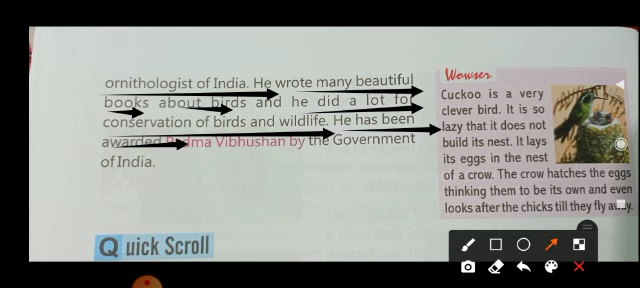 ornithologist of India. He wrote many beautiful
books about birds and he did a lot for
conservation of birds and wildlife. He has been
awarded Padma Vibhushan by the Government
of India.
Wowser
Cuckoo is a very
clever bird. It is so
lazy that it does not
build its nest. It lays
its eggs in the nest
of a crow. The crow hatches the eggs
thinking them to be its own and even
looks after the chicks till they fly away.
Quick Scroll